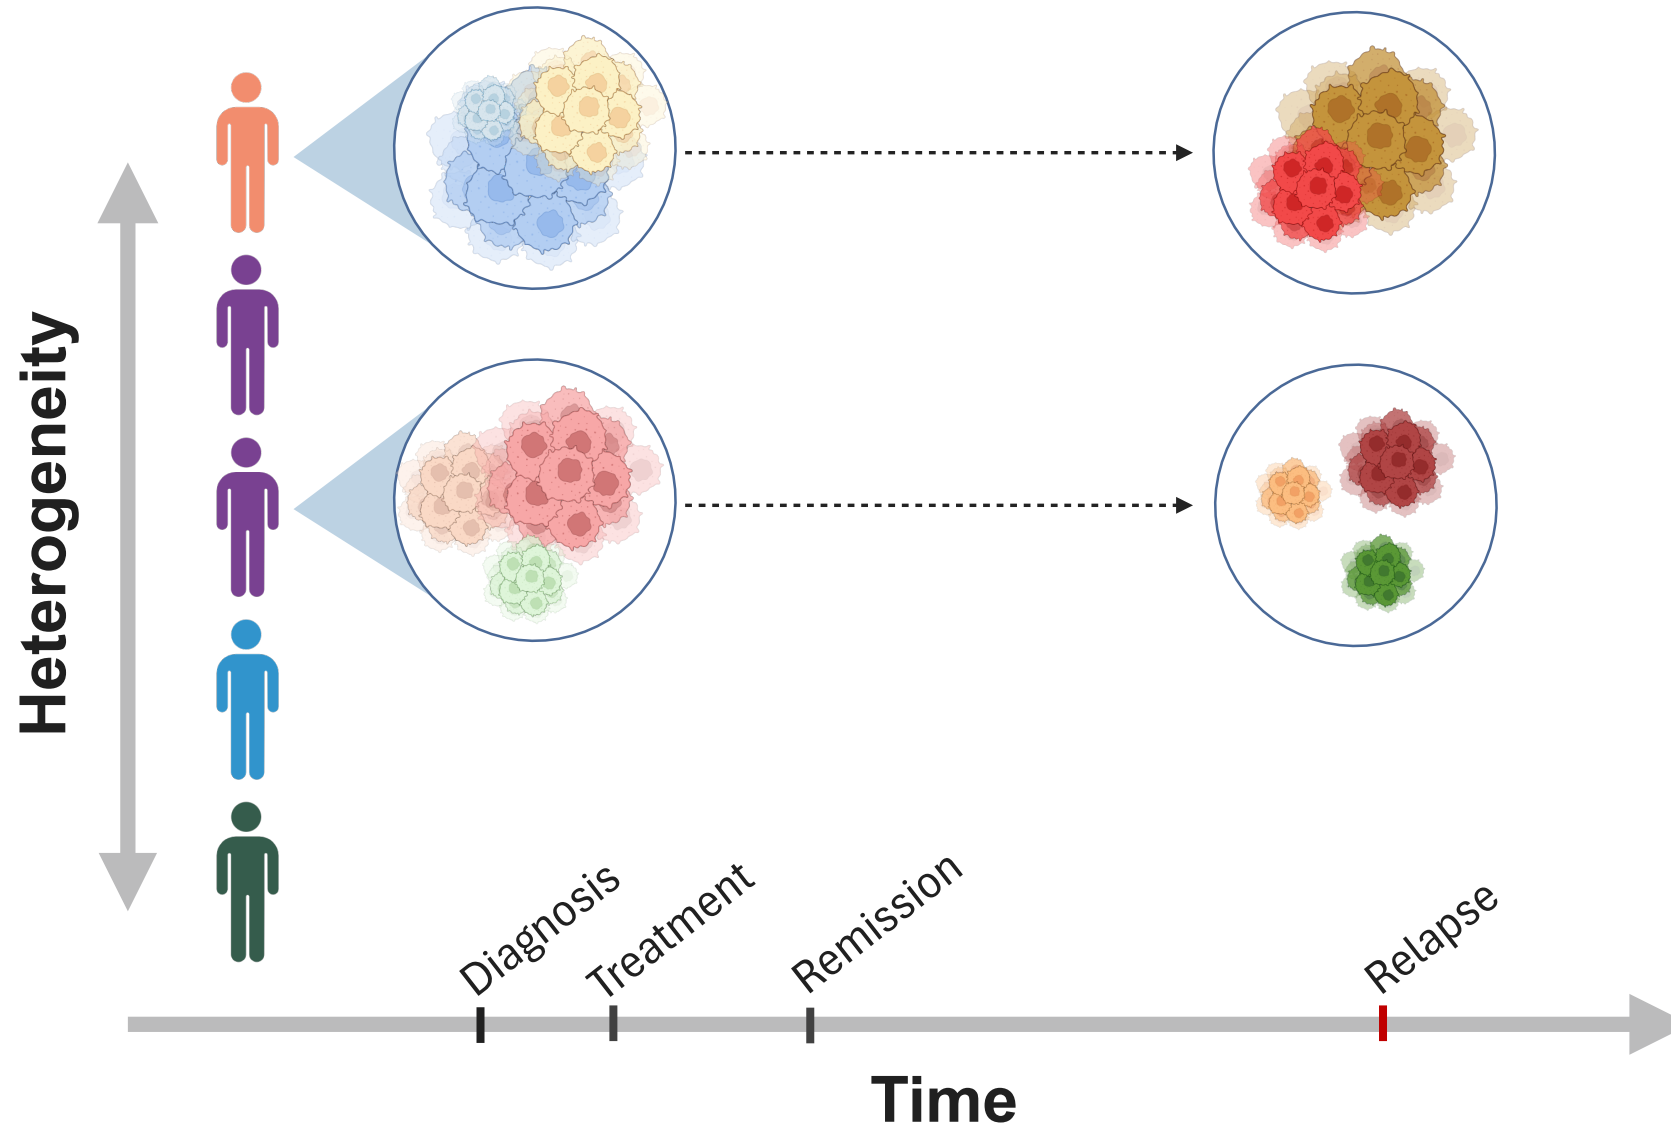 Heterogeneity
Diagnosis
Treatment
Remission
Relapse
Time